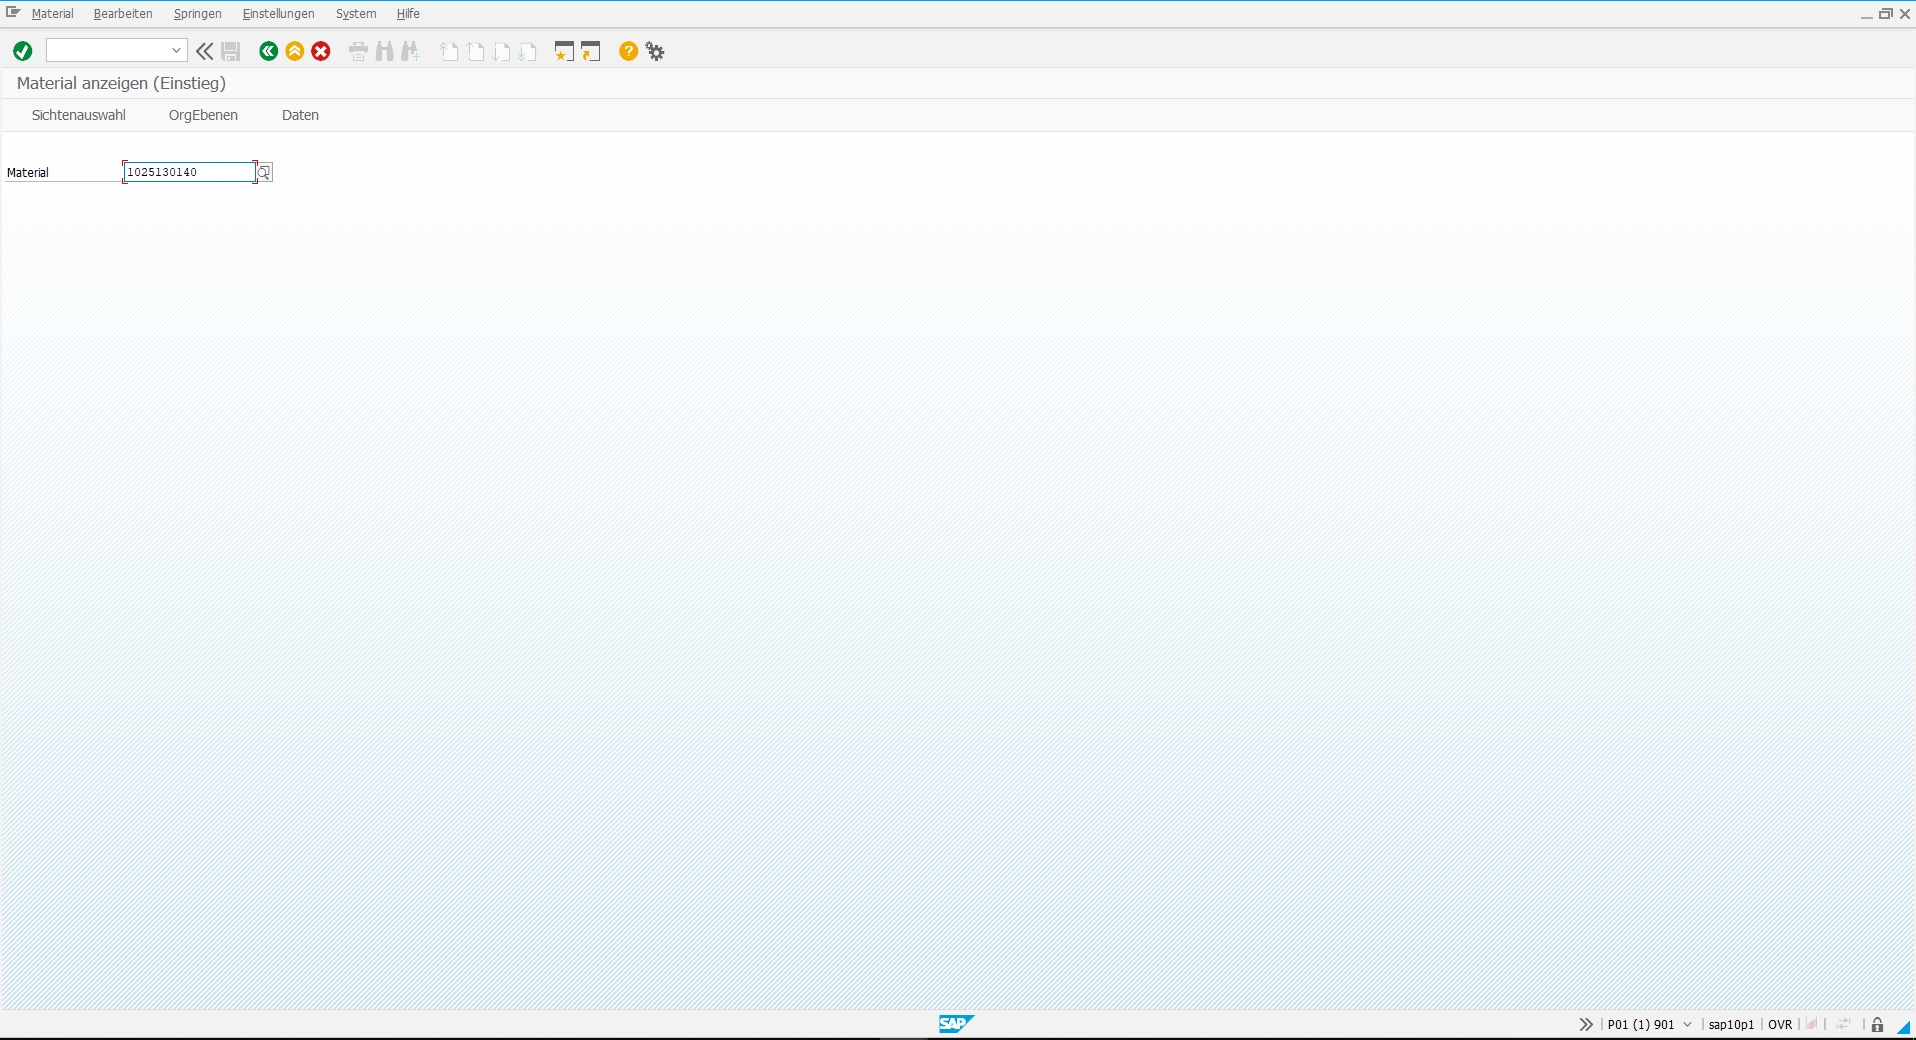 Material Bearbeiten Springen Einstellungen System Hilfe
Material anzeigen (Einstieg)
Sichtenauswahl OrgEbenen Daten
Material 1025130140
SAP P01 (1) 901 sap10p1 OVR